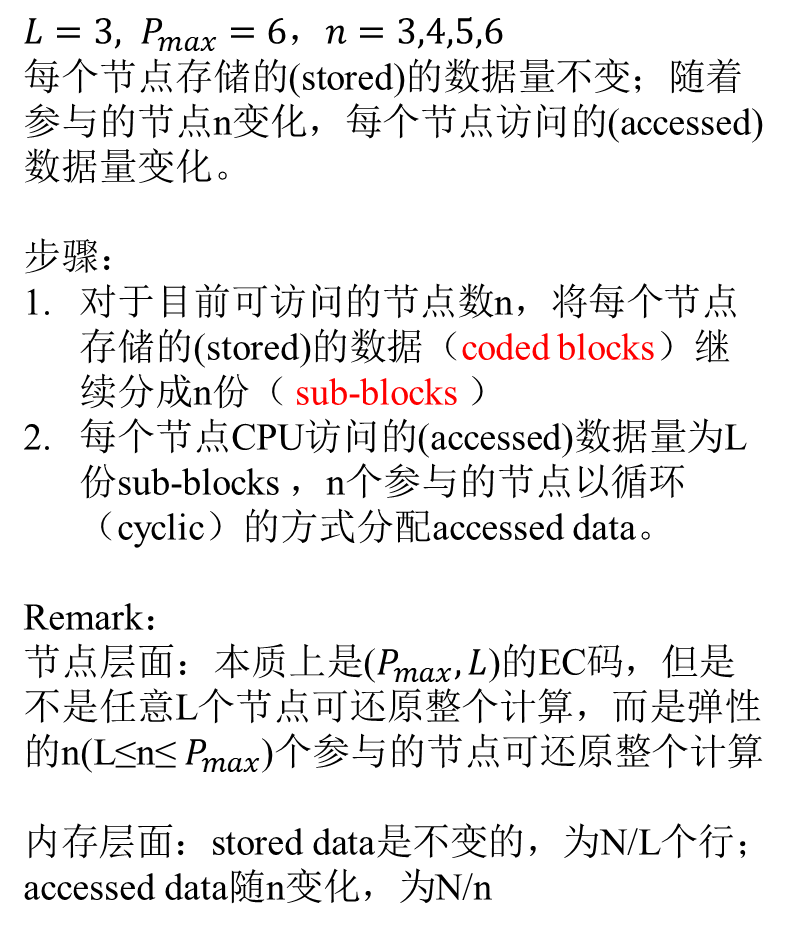 L = 3, P_max = 6，n = 3,4,5,6
每个节点存储的(stored)的数据量不变；随着
参与的节点n变化，每个节点访问的(accessed)
数据量变化。
步骤：
1. 对于目前可访问的节点数n，将每个节点
存储的(stored)的数据（coded blocks）继
续分成n份（ sub-blocks ）
2. 每个节点CPU访问的(accessed)数据量为L
份sub-blocks ，n个参与的节点以循环
（cyclic）的方式分配accessed data。
Remark：
节点层面：本质上是(P_max, L)的EC码，但是
不是任意L个节点可还原整个计算，而是弹性
的n(L≤n≤ P_max)个参与的节点可还原整个计算
内存层面：stored data是不变的，为N/L个行；
accessed data随n变化，为N/n